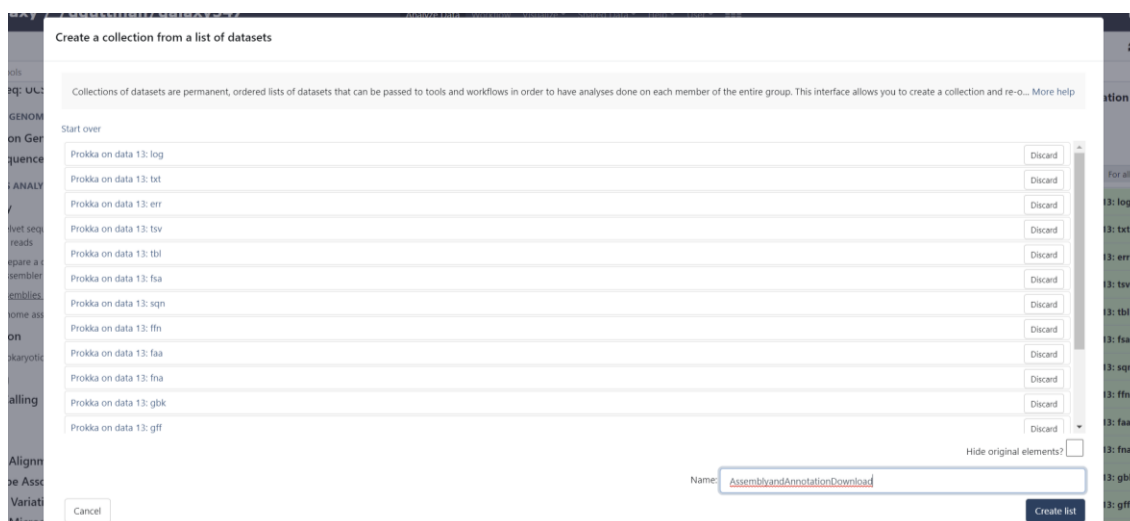 Create a collection from a list of datasets
Collections of datasets are permanent, ordered lists of datasets that can be passed to tools and workflows in order to have analyses done on each member of the entire group. This interface allows you to create a collection and re-o... More help
Start over
Prokka on data 13: log Discard
Prokka on data 13: txt Discard
Prokka on data 13: err Discard
Prokka on data 13: tsv Discard
Prokka on data 13: tbl Discard
Prokka on data 13: fsa Discard
Prokka on data 13: sqn Discard
Prokka on data 13: ffn Discard
Prokka on data 13: faa Discard
Prokka on data 13: fna Discard
Prokka on data 13: gbk Discard
Prokka on data 13: gff Discard
Hide original elements?
Name: AssemblyandAnnotationDownload
Cancel Create list